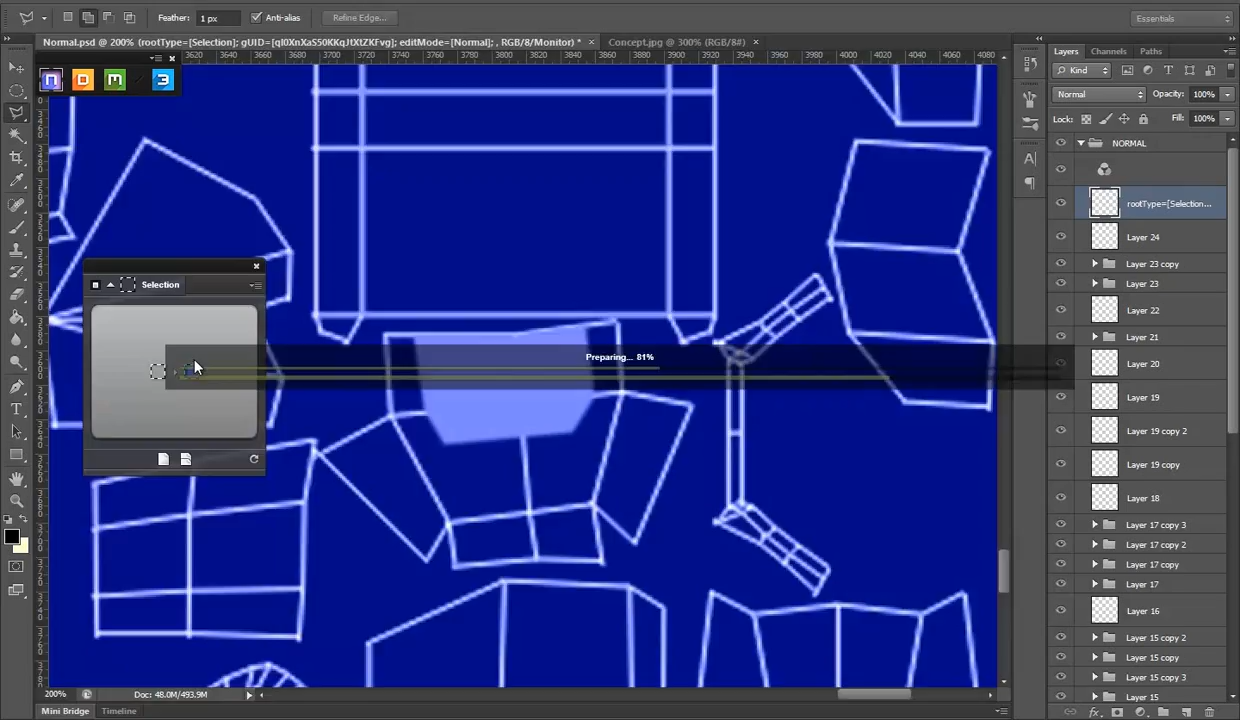 Feather: 1 px Anti-alias Refine Edge... Essentials
Normal.psd @ 200% (rootType=[Selection]; gUID=[ql0XnXaS50KKqJtXtZKFvg]; editMode=[Normal]; , RGB/8/Monitor) * × Concept.jpg @ 300% (RGB/8#) ×
3620 3640 3660 3680 3700 3720 3740 3760 3780 3800 3820 3840 3860 3880 3900 3920 3940 3960 3980 4000 4020 4040 4060 4080
Layers Channels Paths
Kind
Normal Opacity: 100%
Lock: Fill: 100%
NORMAL
rootType=[Selection...
Layer 24
Layer 23 copy
Layer 23
Layer 22
Layer 21
Layer 20
Layer 19
Layer 19 copy 2
Layer 19 copy
Layer 18
Layer 17 copy 3
Layer 17 copy 2
Layer 17 copy
Layer 17
Layer 16
Layer 15 copy 2
Layer 15 copy
Layer 15 copy 3
Layer 15
Selection
Preparing... 81%
200% Doc: 48.0M/493.9M
Mini Bridge Timeline